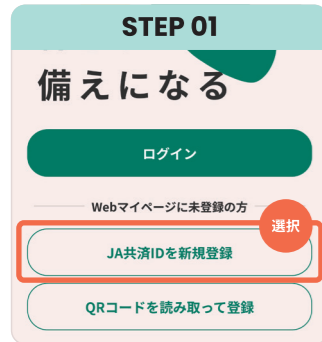 STEP 01
備えになる
ログイン
Webマイページに未登録の方
選択
JA共済IDを新規登録
QRコードを読み取って登録